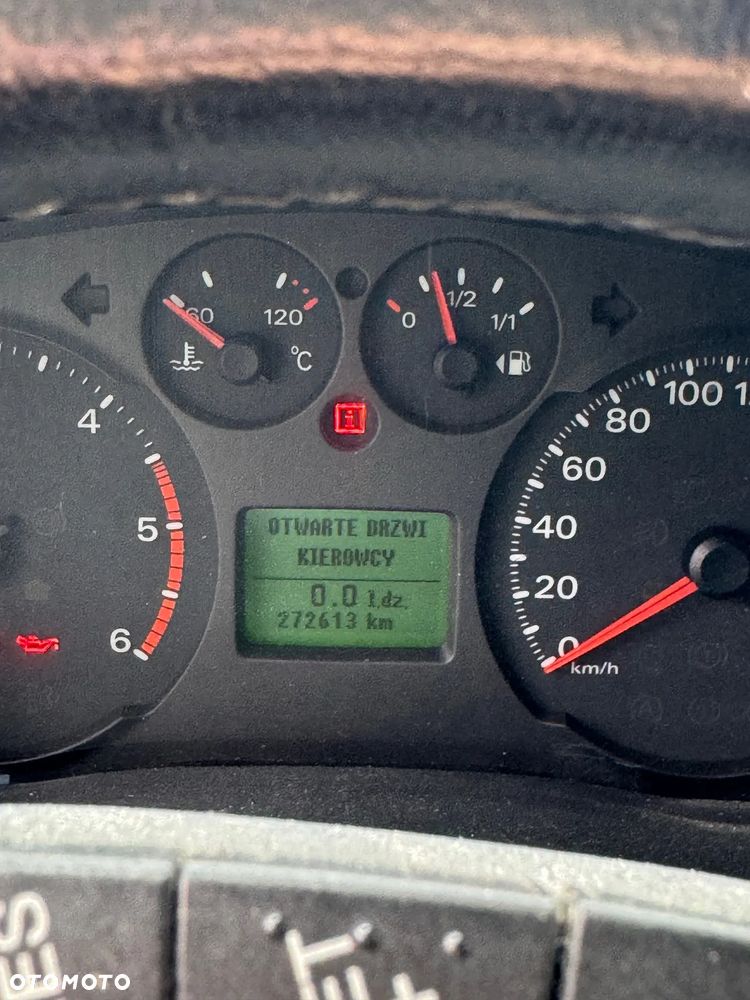 60
120
°C
0
1/2
1/1
4
5
6
i
OTWARTE DRZWI
KIEROWCY
0.0 l.dz.
272613 km
100
80
60
40
20
0
km/h
OTOMOTO